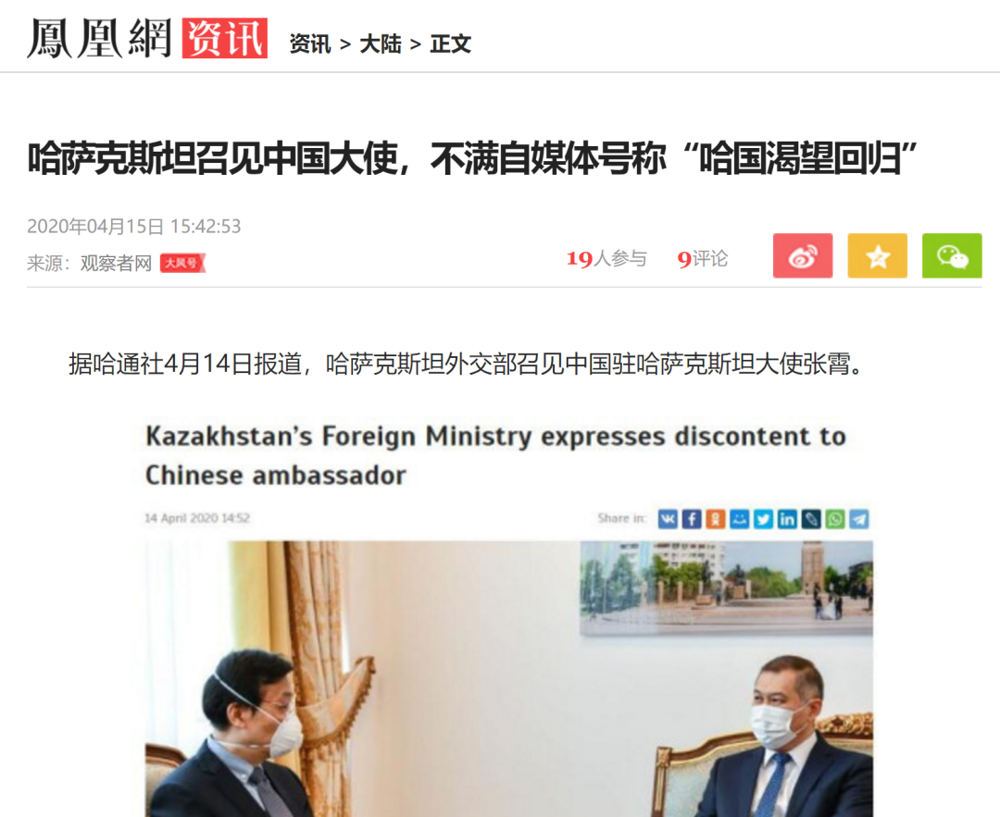 鳳凰網 资讯 资讯 > 大陆 > 正文
哈萨克斯坦召见中国大使，不满自媒体号称“哈国渴望回归”
2020年04月15日 15:42:53
来源：观察者网 大风号
19人参与 9评论
据哈通社4月14日报道，哈萨克斯坦外交部召见中国驻哈萨克斯坦大使张霄。
Kazakhstan’s Foreign Ministry expresses discontent to
Chinese ambassador
14 April 2020 14:52
Share in: